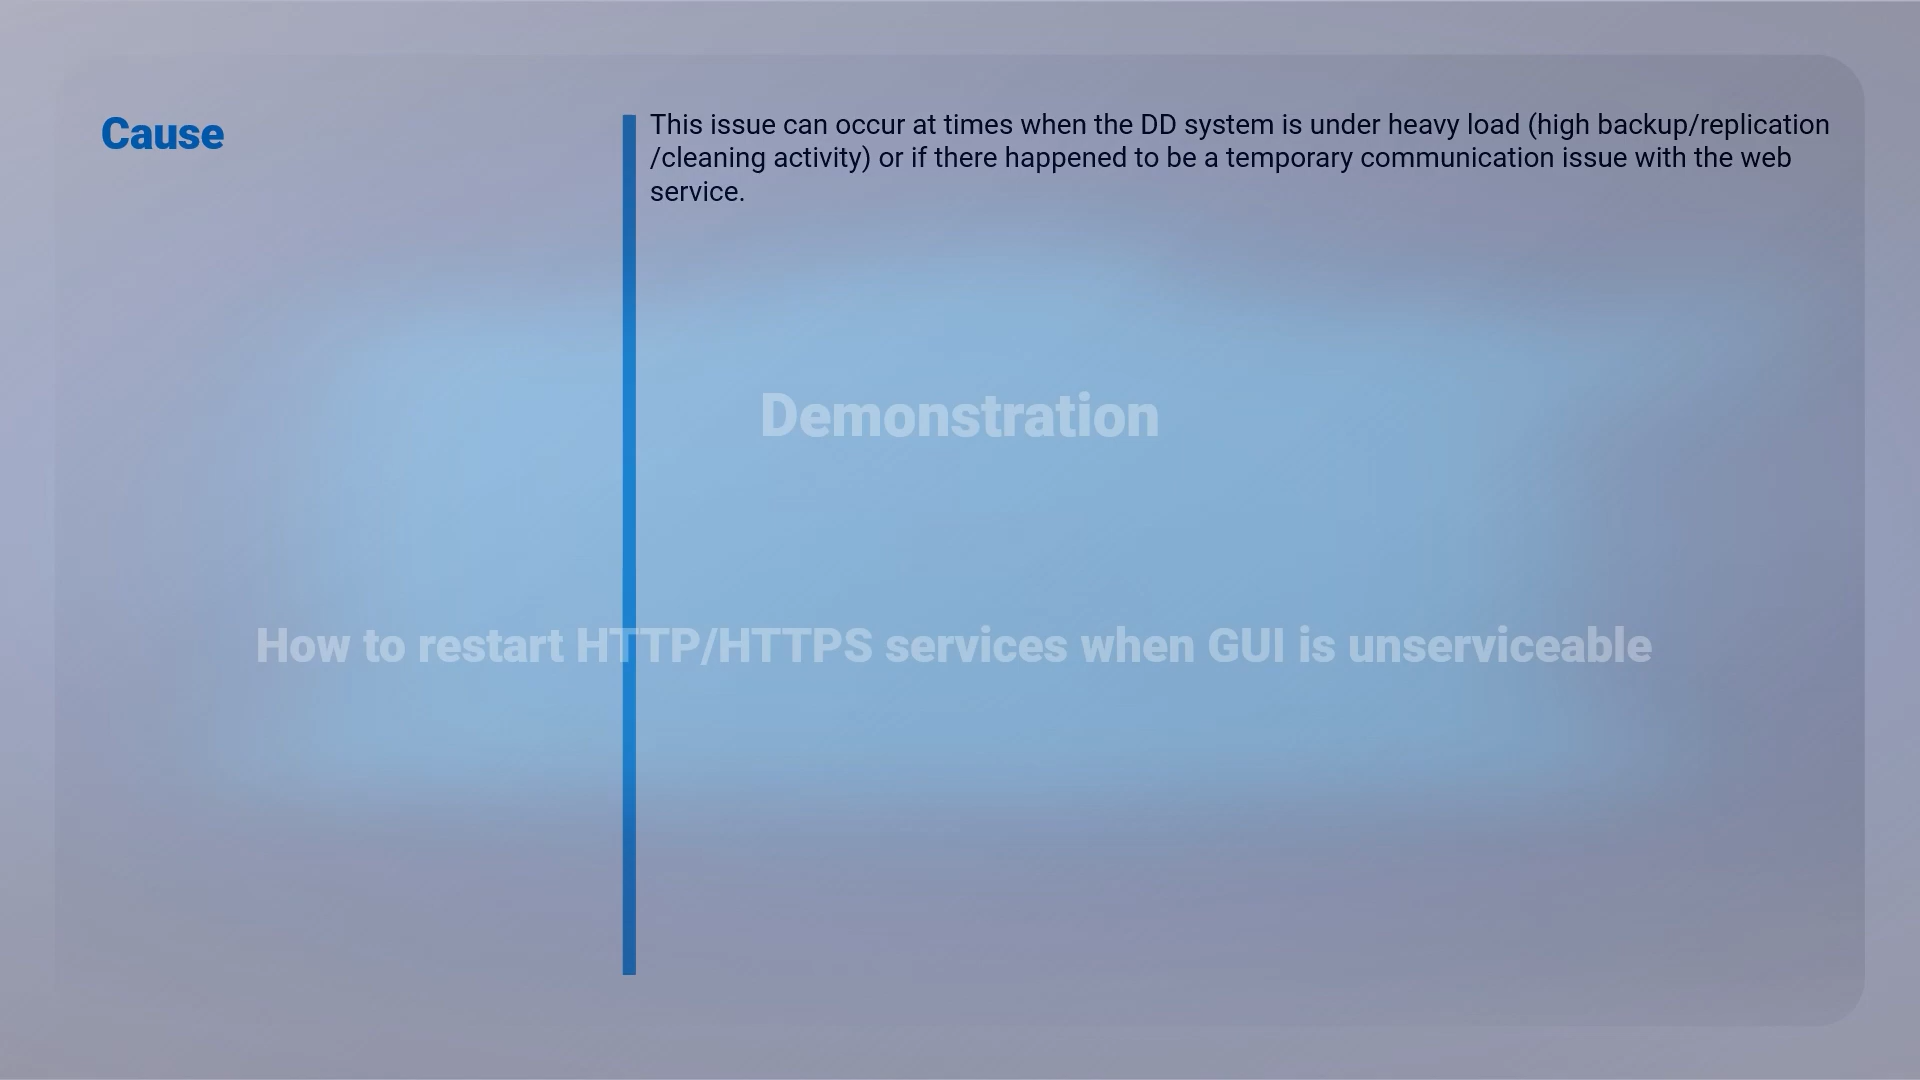 Cause
This issue can occur at times when the DD system is under heavy load (high backup/replication
/cleaning activity) or if there happened to be a temporary communication issue with the web
service.
Demonstration
How to restart HTTP/HTTPS services when GUI is unserviceable